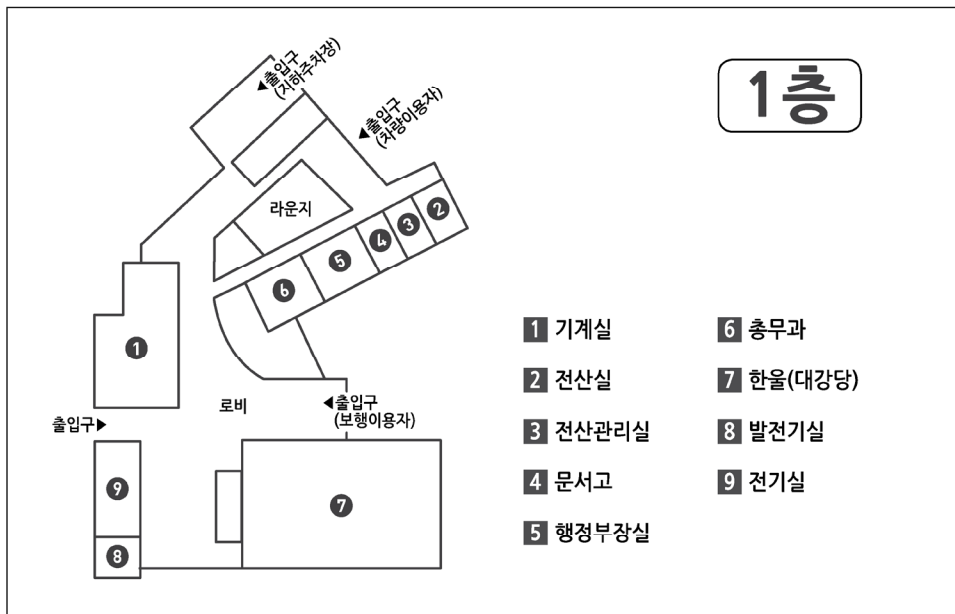 1층
◀출입구
(지하주차장)
◀출입구
(차량이용자)
라운지
2
3
4
5
6
1
로비
◀출입구
(보행이용자)
출입구▶
9
7
8
1 기계실
2 전산실
3 전산관리실
4 문서고
5 행정부장실
6 총무과
7 한울(대강당)
8 발전기실
9 전기실